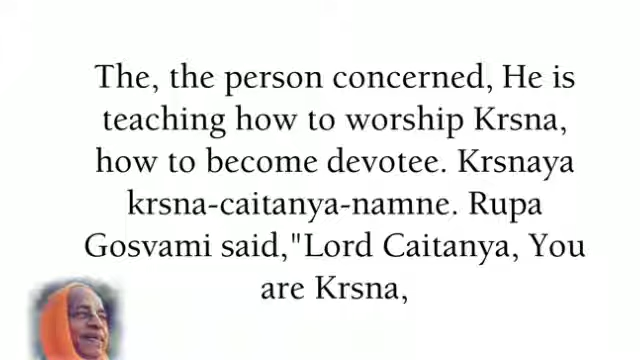 The, the person concerned, He is
teaching how to worship Krsna,
how to become devotee. Krsnaya
krsna-caitanya-namne. Rupa
Gosvami said,"Lord Caitanya, You
are Krsna,